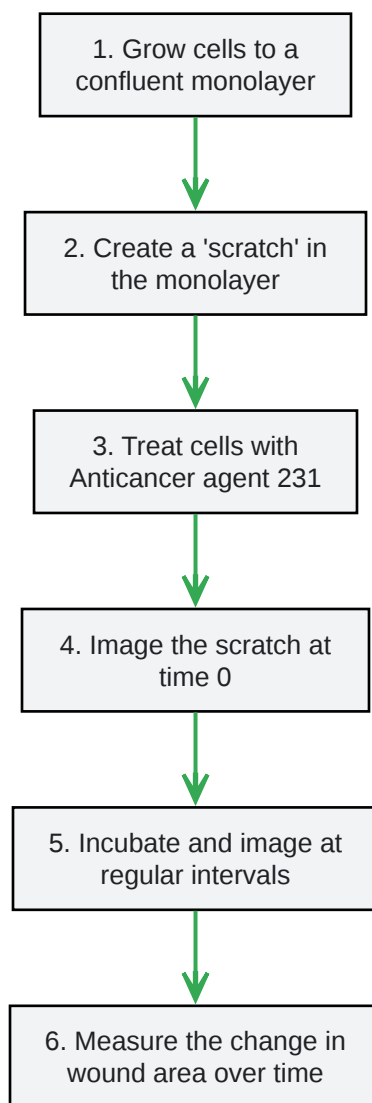 1. Grow cells to a
confluent monolayer
2. Create a 'scratch' in
the monolayer
3. Treat cells with
Anticancer agent 231
4. Image the scratch at
time 0
5. Incubate and image at
regular intervals
6. Measure the change in
wound area over time